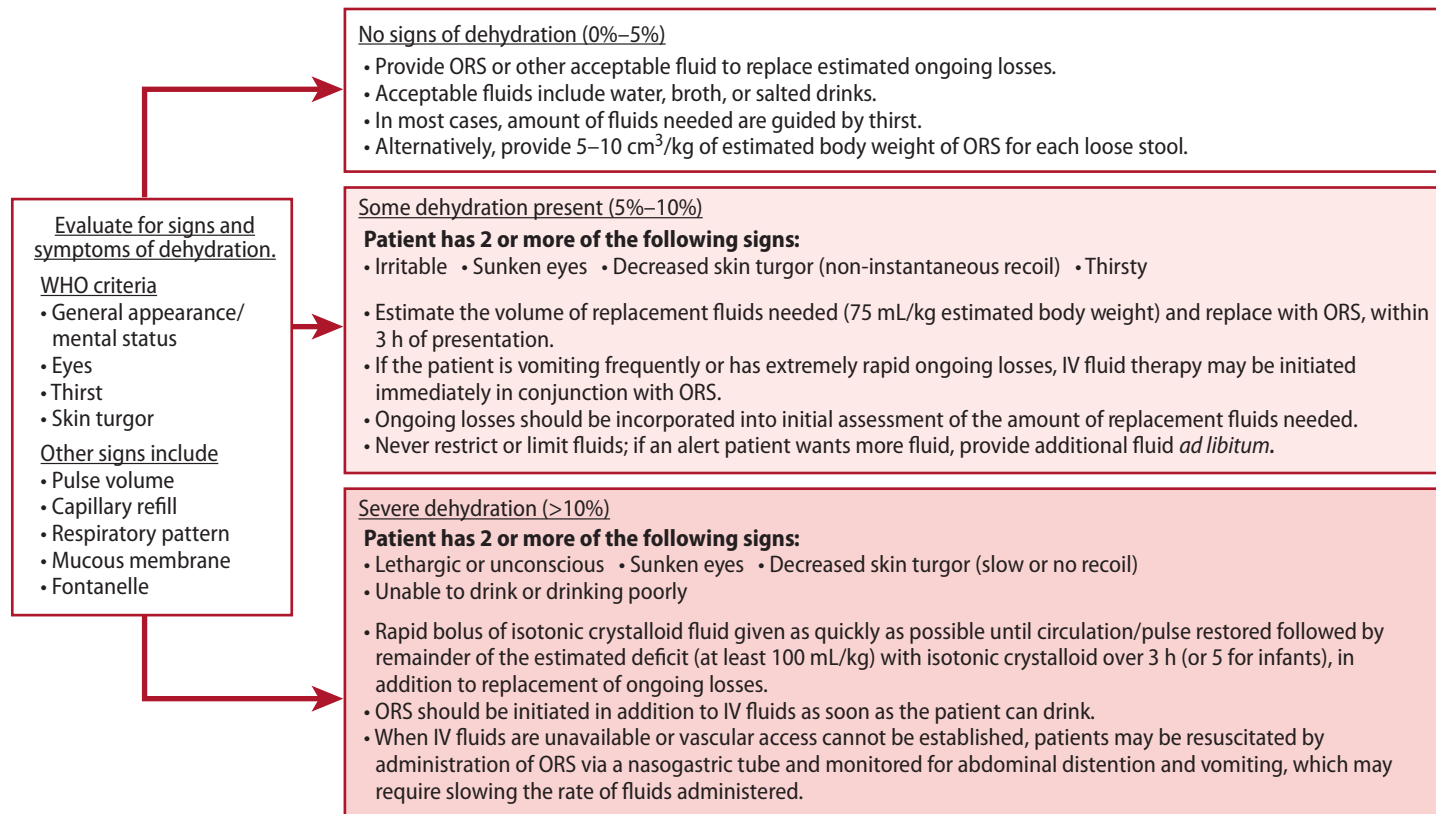 No signs of dehydration (0%–5%)
• Provide ORS or other acceptable fluid to replace estimated ongoing losses.
• Acceptable fluids include water, broth, or salted drinks.
• In most cases, amount of fluids needed are guided by thirst.
• Alternatively, provide 5–10 cm³/kg of estimated body weight of ORS for each loose stool.
Evaluate for signs and
symptoms of dehydration.
WHO criteria
• General appearance/
mental status
• Eyes
• Thirst
• Skin turgor
Other signs include
• Pulse volume
• Capillary refill
• Respiratory pattern
• Mucous membrane
• Fontanelle
Some dehydration present (5%–10%)
Patient has 2 or more of the following signs:
• Irritable • Sunken eyes • Decreased skin turgor (non-instantaneous recoil) • Thirsty
• Estimate the volume of replacement fluids needed (75 mL/kg estimated body weight) and replace with ORS, within
3 h of presentation.
• If the patient is vomiting frequently or has extremely rapid ongoing losses, IV fluid therapy may be initiated
immediately in conjunction with ORS.
• Ongoing losses should be incorporated into initial assessment of the amount of replacement fluids needed.
• Never restrict or limit fluids; if an alert patient wants more fluid, provide additional fluid ad libitum.
Severe dehydration (>10%)
Patient has 2 or more of the following signs:
• Lethargic or unconscious • Sunken eyes • Decreased skin turgor (slow or no recoil)
• Unable to drink or drinking poorly
• Rapid bolus of isotonic crystalloid fluid given as quickly as possible until circulation/pulse restored followed by
remainder of the estimated deficit (at least 100 mL/kg) with isotonic crystalloid over 3 h (or 5 for infants), in
addition to replacement of ongoing losses.
• ORS should be initiated in addition to IV fluids as soon as the patient can drink.
• When IV fluids are unavailable or vascular access cannot be established, patients may be resuscitated by
administration of ORS via a nasogastric tube and monitored for abdominal distention and vomiting, which may
require slowing the rate of fluids administered.